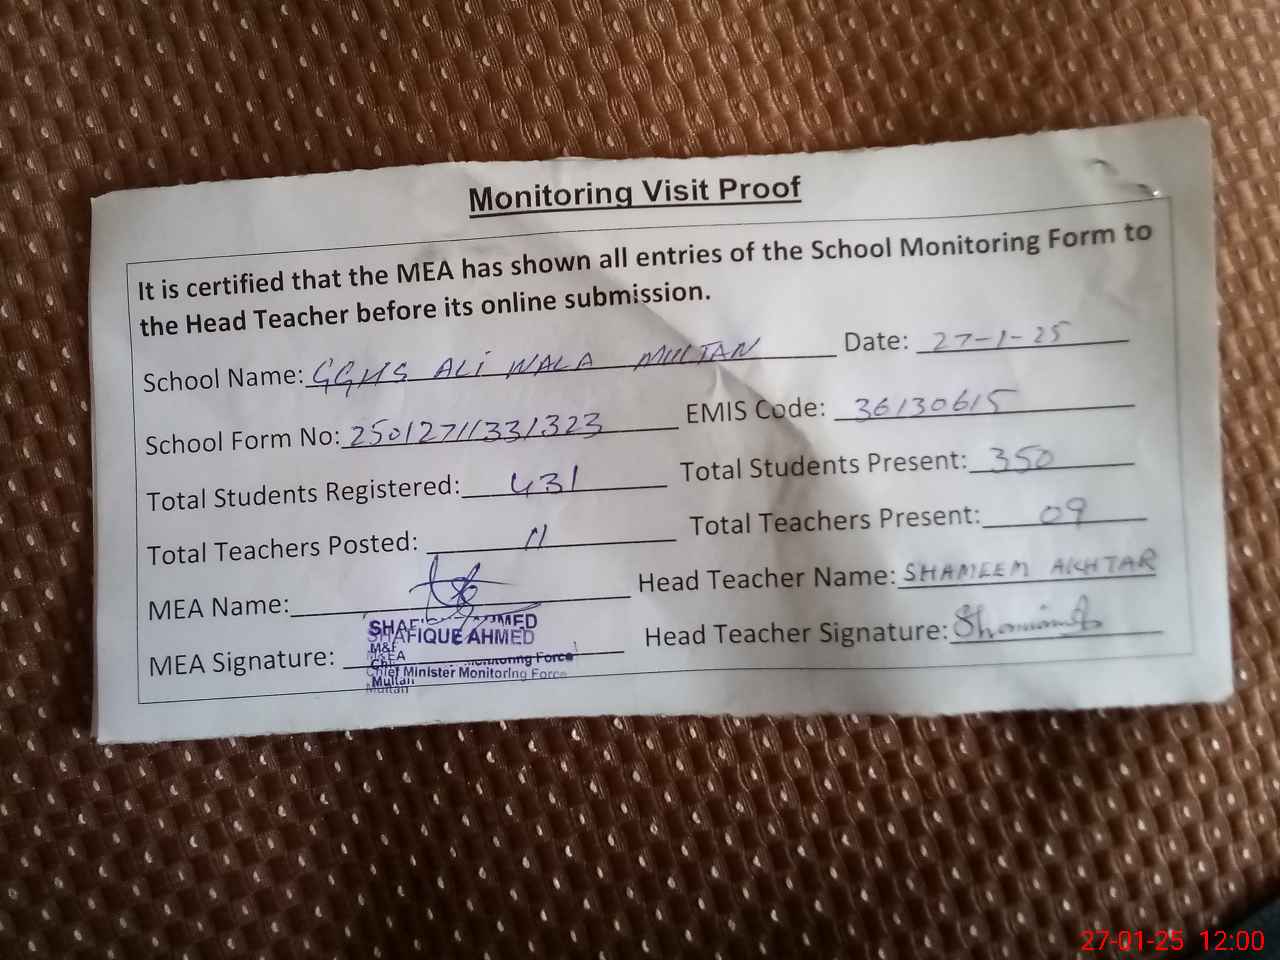 Monitoring Visit Proof
It is certified that the MEA has shown all entries of the School Monitoring Form to
the Head Teacher before its online submission.
School Name: GGHS ALI WALA MULTAN Date: 27-1-25
School Form No: 25012711331323 EMIS Code: 36130615
Total Students Registered: 431 Total Students Present: 350
Total Teachers Posted: 11 Total Teachers Present: 09
MEA Name: Head Teacher Name: SHAMEEM AKHTAR
SHAFIQUE AHMED
MEA Signature: Head Teacher Signature:
Chief Minister Monitoring Force
Multan
27-01-25 12:00